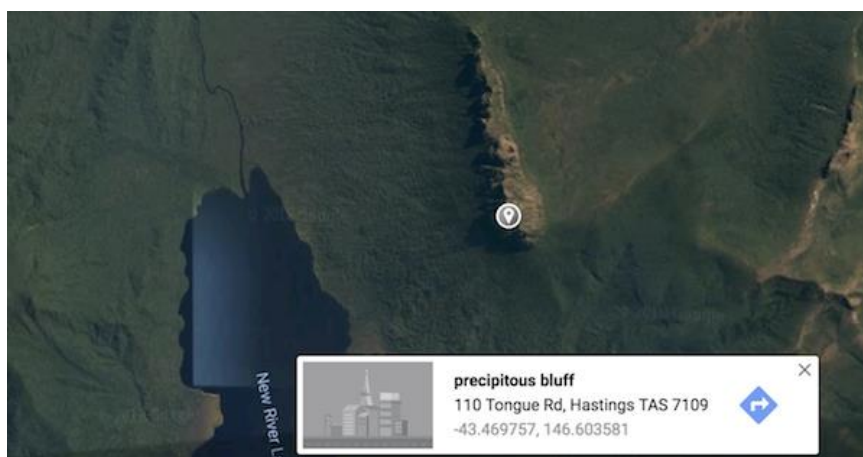 New River L
precipitous bluff
110 Tongue Rd, Hastings TAS 7109
-43.469757, 146.603581